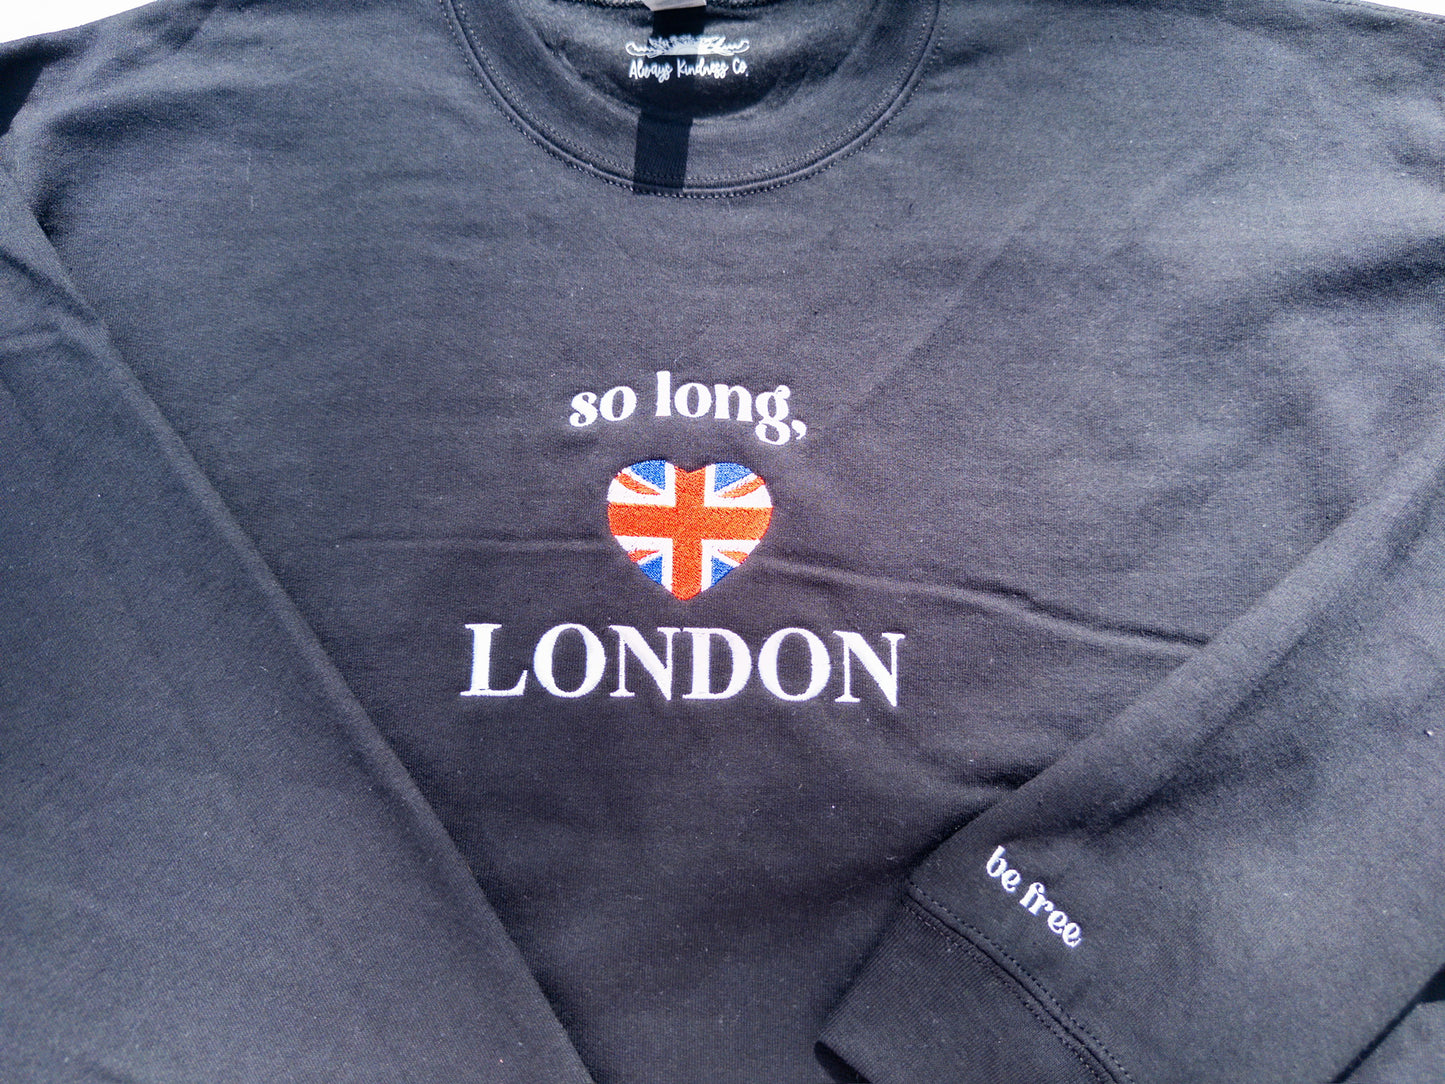 Always Kindness Co.
so long,
LONDON
be free